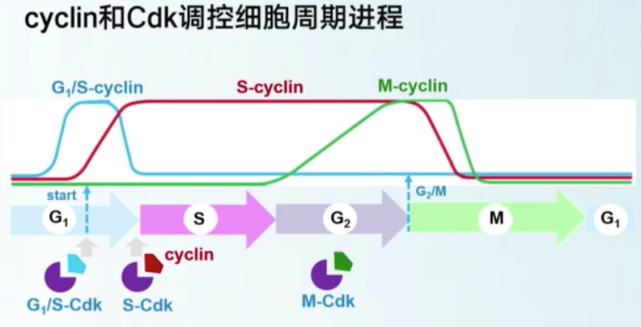 cyclin和Cdk调控细胞周期进程
G₁/S-cyclin
S-cyclin
M-cyclin
start
G₂/M
G₁
S
G₂
M
G₁
cyclin
G₁/S-Cdk
S-Cdk
M-Cdk